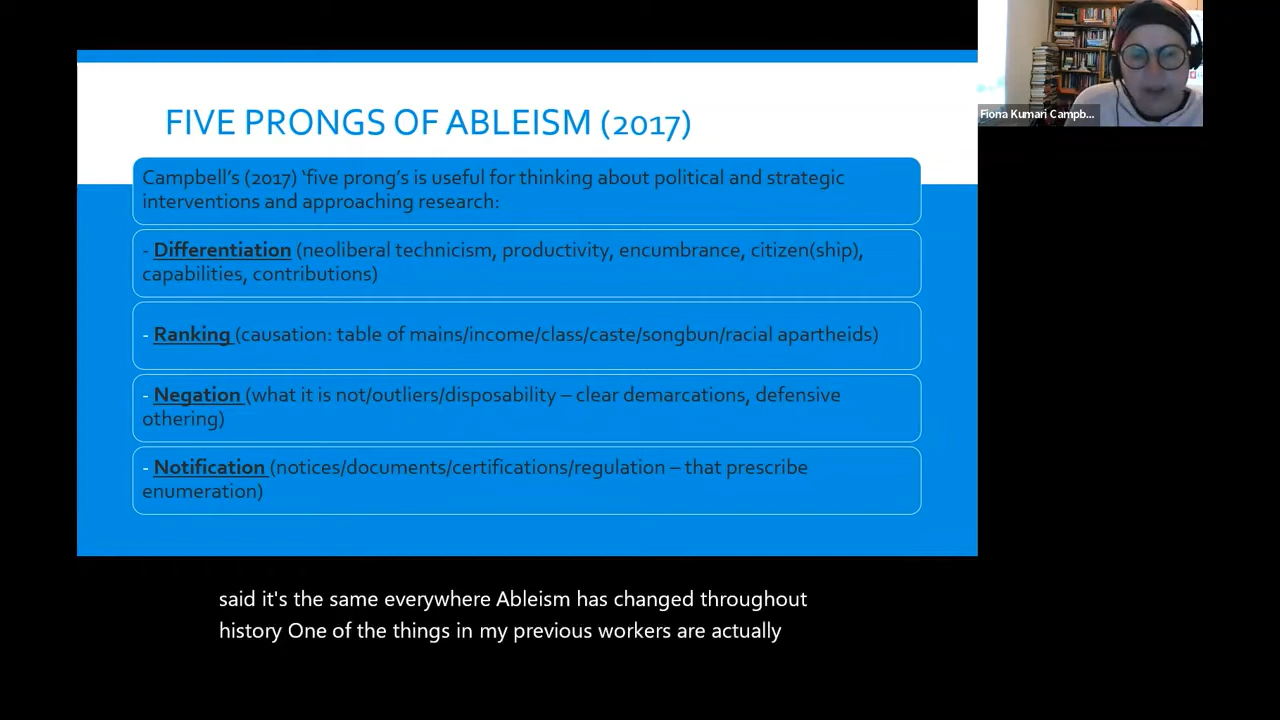 FIVE PRONGS OF ABLEISM (2017)
Campbell's (2017) 'five prong's is useful for thinking about political and strategic
interventions and approaching research:
- Differentiation (neoliberal technicism, productivity, encumbrance, citizen(ship),
capabilities, contributions)
- Ranking (causation: table of mains/income/class/caste/songbun/racial apartheids)
- Negation (what it is not/outliers/disposability – clear demarcations, defensive
othering)
- Notification (notices/documents/certifications/regulation – that prescribe
enumeration)
Fiona Kumari Campb...
said it's the same everywhere Ableism has changed throughout
history One of the things in my previous workers are actually